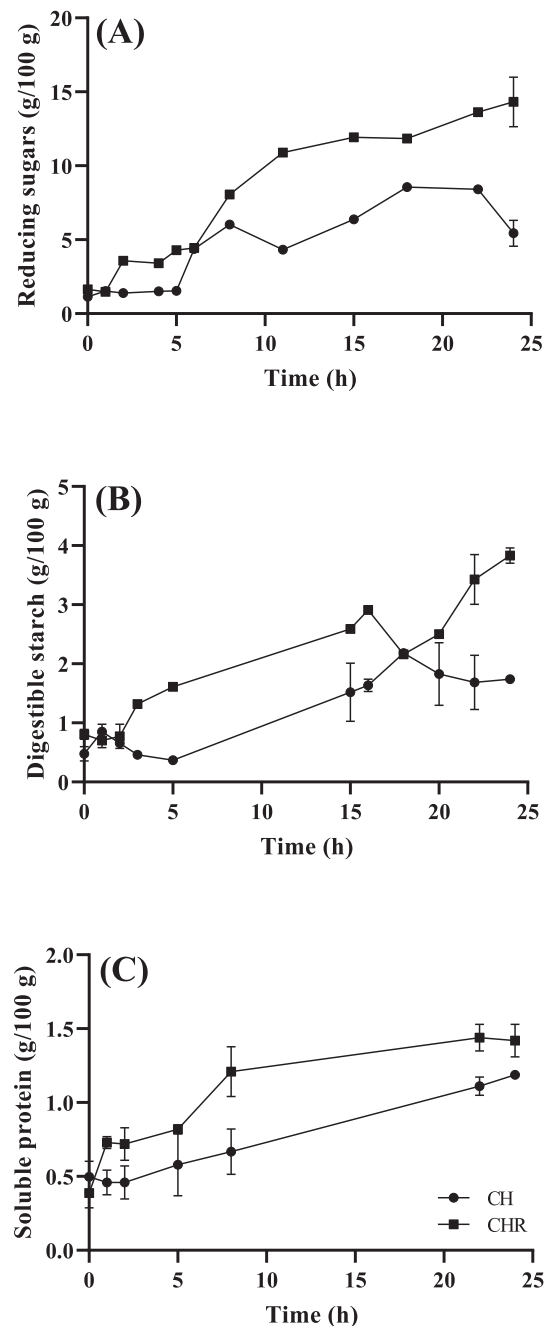 (A)
Reducing sugars (g/100 g)
20
15
10
5
0
0 5 10 15 20 25
Time (h)
(B)
Digestible starch (g/100 g)
5
4
3
2
1
0
0 5 10 15 20 25
Time (h)
(C)
Soluble protein (g/100 g)
2.0
1.5
1.0
0.5
0.0
CH
CHR
0 5 10 15 20 25
Time (h)